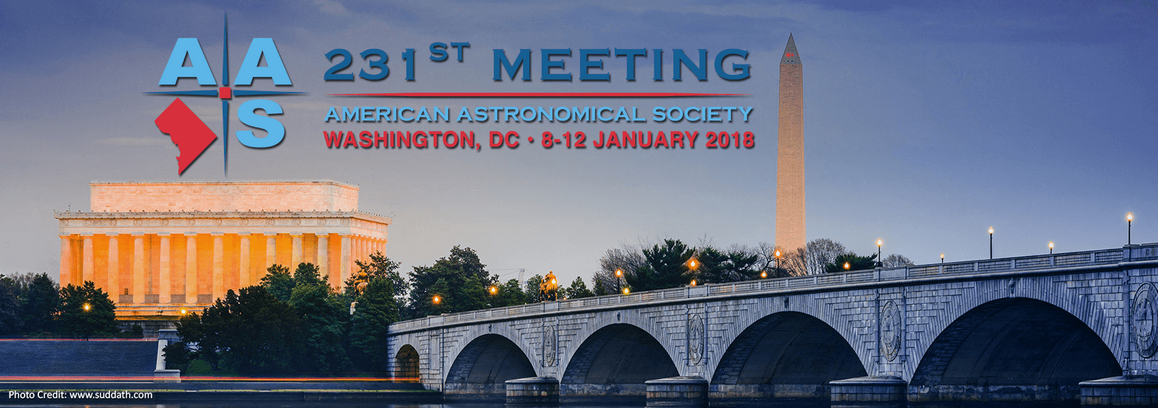 A A
S
231ST MEETING
AMERICAN ASTRONOMICAL SOCIETY
WASHINGTON, DC • 8-12 JANUARY 2018
Photo Credit: www.suddath.com